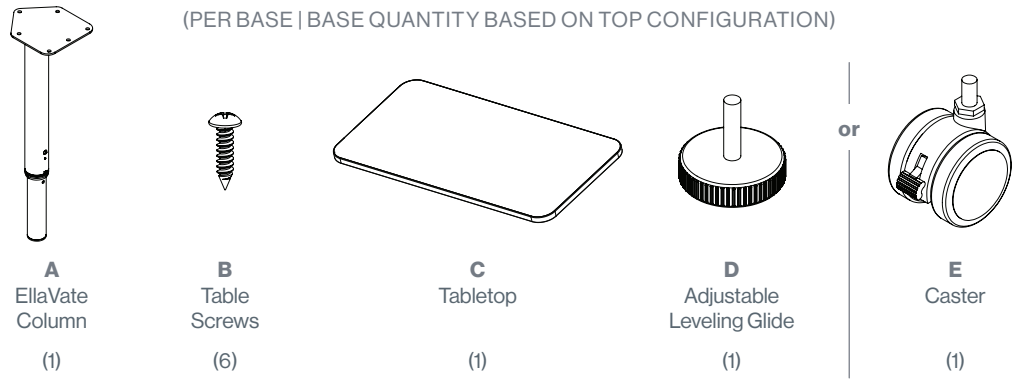 (PER BASE | BASE QUANTITY BASED ON TOP CONFIGURATION)
or
A
EllaVate
Column
(1)
B
Table
Screws
(6)
C
Tabletop
(1)
D
Adjustable
Leveling Glide
(1)
E
Caster
(1)